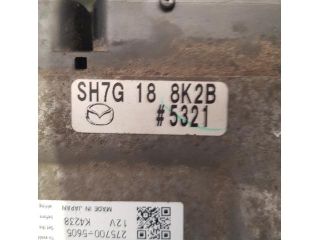 SH7G 18 8K2B
#5321
275700-5605
12V K4238
MADE IN JAPAN